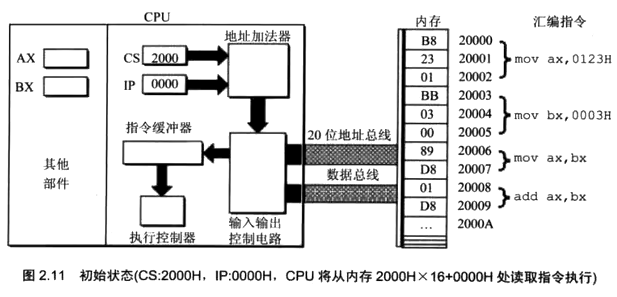 CPU
内存
汇编指令
地址加法器
AX
BX
CS 2000
IP 0000
指令缓冲器
20 位地址总线
数据总线
其他
部件
执行控制器
输入输出
控制电路
B8 20000
23 20001 mov ax,0123H
01 20002
BB 20003
03 20004 mov bx,0003H
00 20005
89 20006 mov ax,bx
D8 20007
01 20008 add ax,bx
D8 20009
... 2000A
图 2.11 初始状态(CS:2000H，IP:0000H，CPU 将从内存 2000H×16+0000H 处读取指令执行)